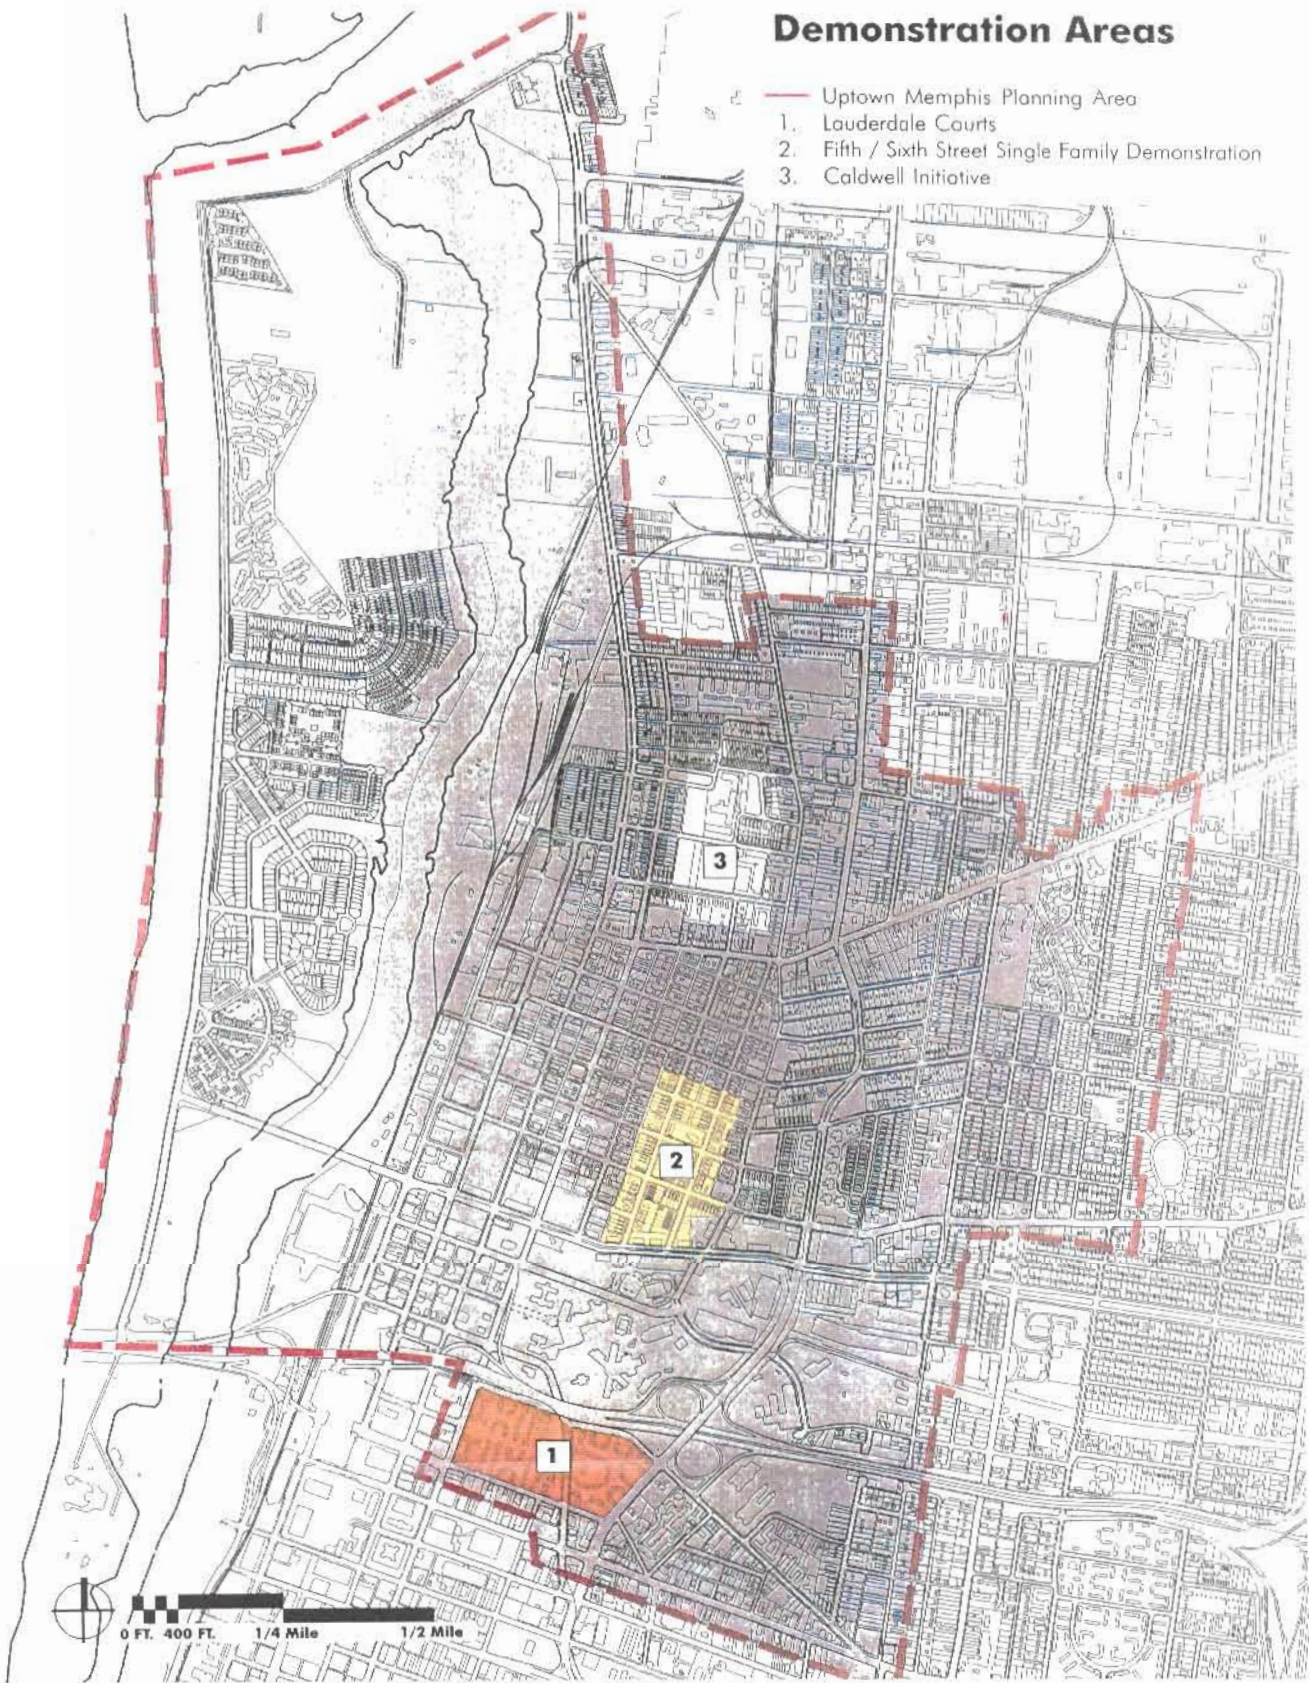 Demonstration Areas
Uptown Memphis Planning Area
1. Lauderdale Courts
2. Fifth / Sixth Street Single Family Demonstration
3. Caldwell Initiative
3
2
1
0 FT. 400 FT. 1/4 Mile 1/2 Mile